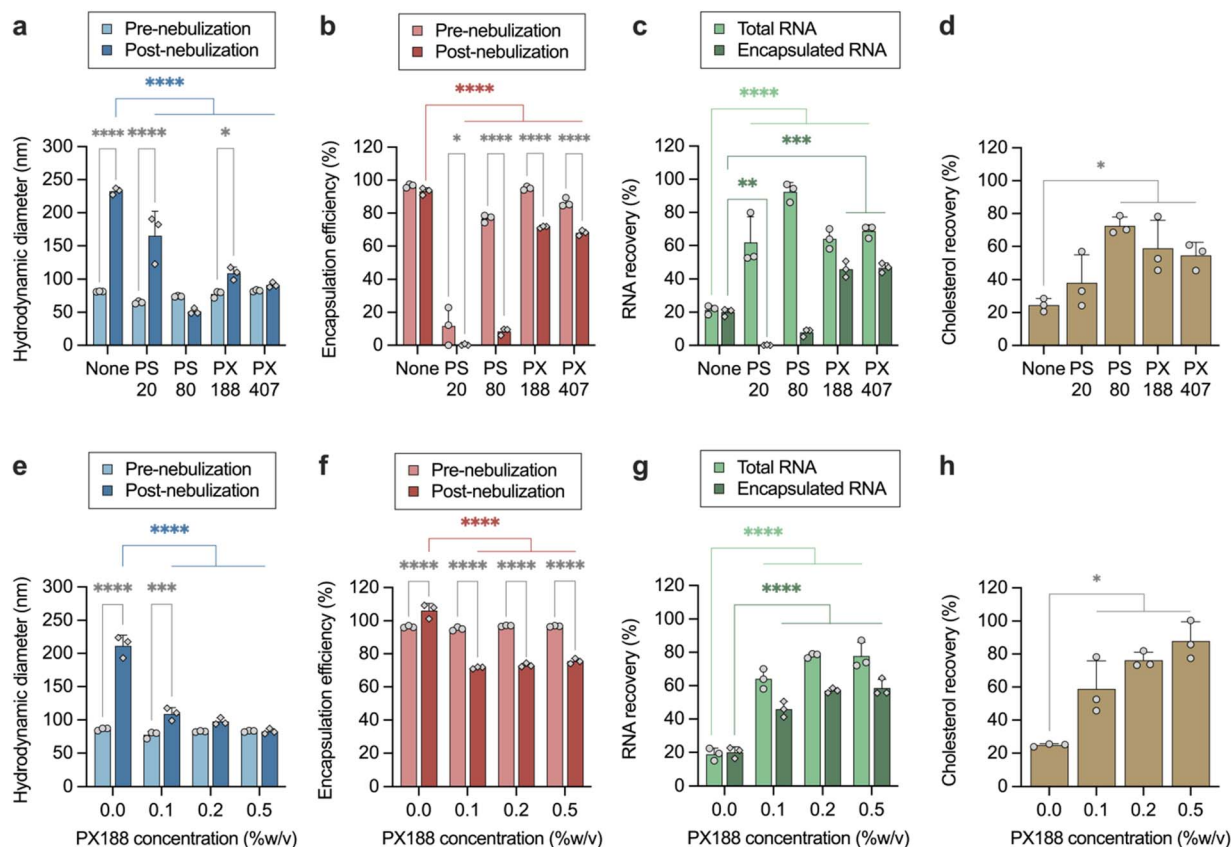 a
Pre-nebulization
Post-nebulization
****
**** **** *
Hydrodynamic diameter (nm)
300
250
200
150
100
50
0
None PS PS PX PX
20 80 188 407
b
Pre-nebulization
Post-nebulization
****
* **** **** ****
Encapsulation efficiency (%)
120
100
80
60
40
20
0
None PS PS PX PX
20 80 188 407
c
Total RNA
Encapsulated RNA
****
***
**
RNA recovery (%)
120
100
80
60
40
20
0
None PS PS PX PX
20 80 188 407
d
*
Cholesterol recovery (%)
120
100
80
60
40
20
0
None PS PS PX PX
20 80 188 407
e
Pre-nebulization
Post-nebulization
****
**** ***
Hydrodynamic diameter (nm)
300
250
200
150
100
50
0
0.0 0.1 0.2 0.5
PX188 concentration (%w/v)
f
Pre-nebulization
Post-nebulization
****
**** **** **** ****
Encapsulation efficiency (%)
120
100
80
60
40
20
0
0.0 0.1 0.2 0.5
PX188 concentration (%w/v)
g
Total RNA
Encapsulated RNA
****
****
RNA recovery (%)
120
100
80
60
40
20
0
0.0 0.1 0.2 0.5
PX188 concentration (%w/v)
h
*
Cholesterol recovery (%)
120
100
80
60
40
20
0
0.0 0.1 0.2 0.5
PX188 concentration (%w/v)